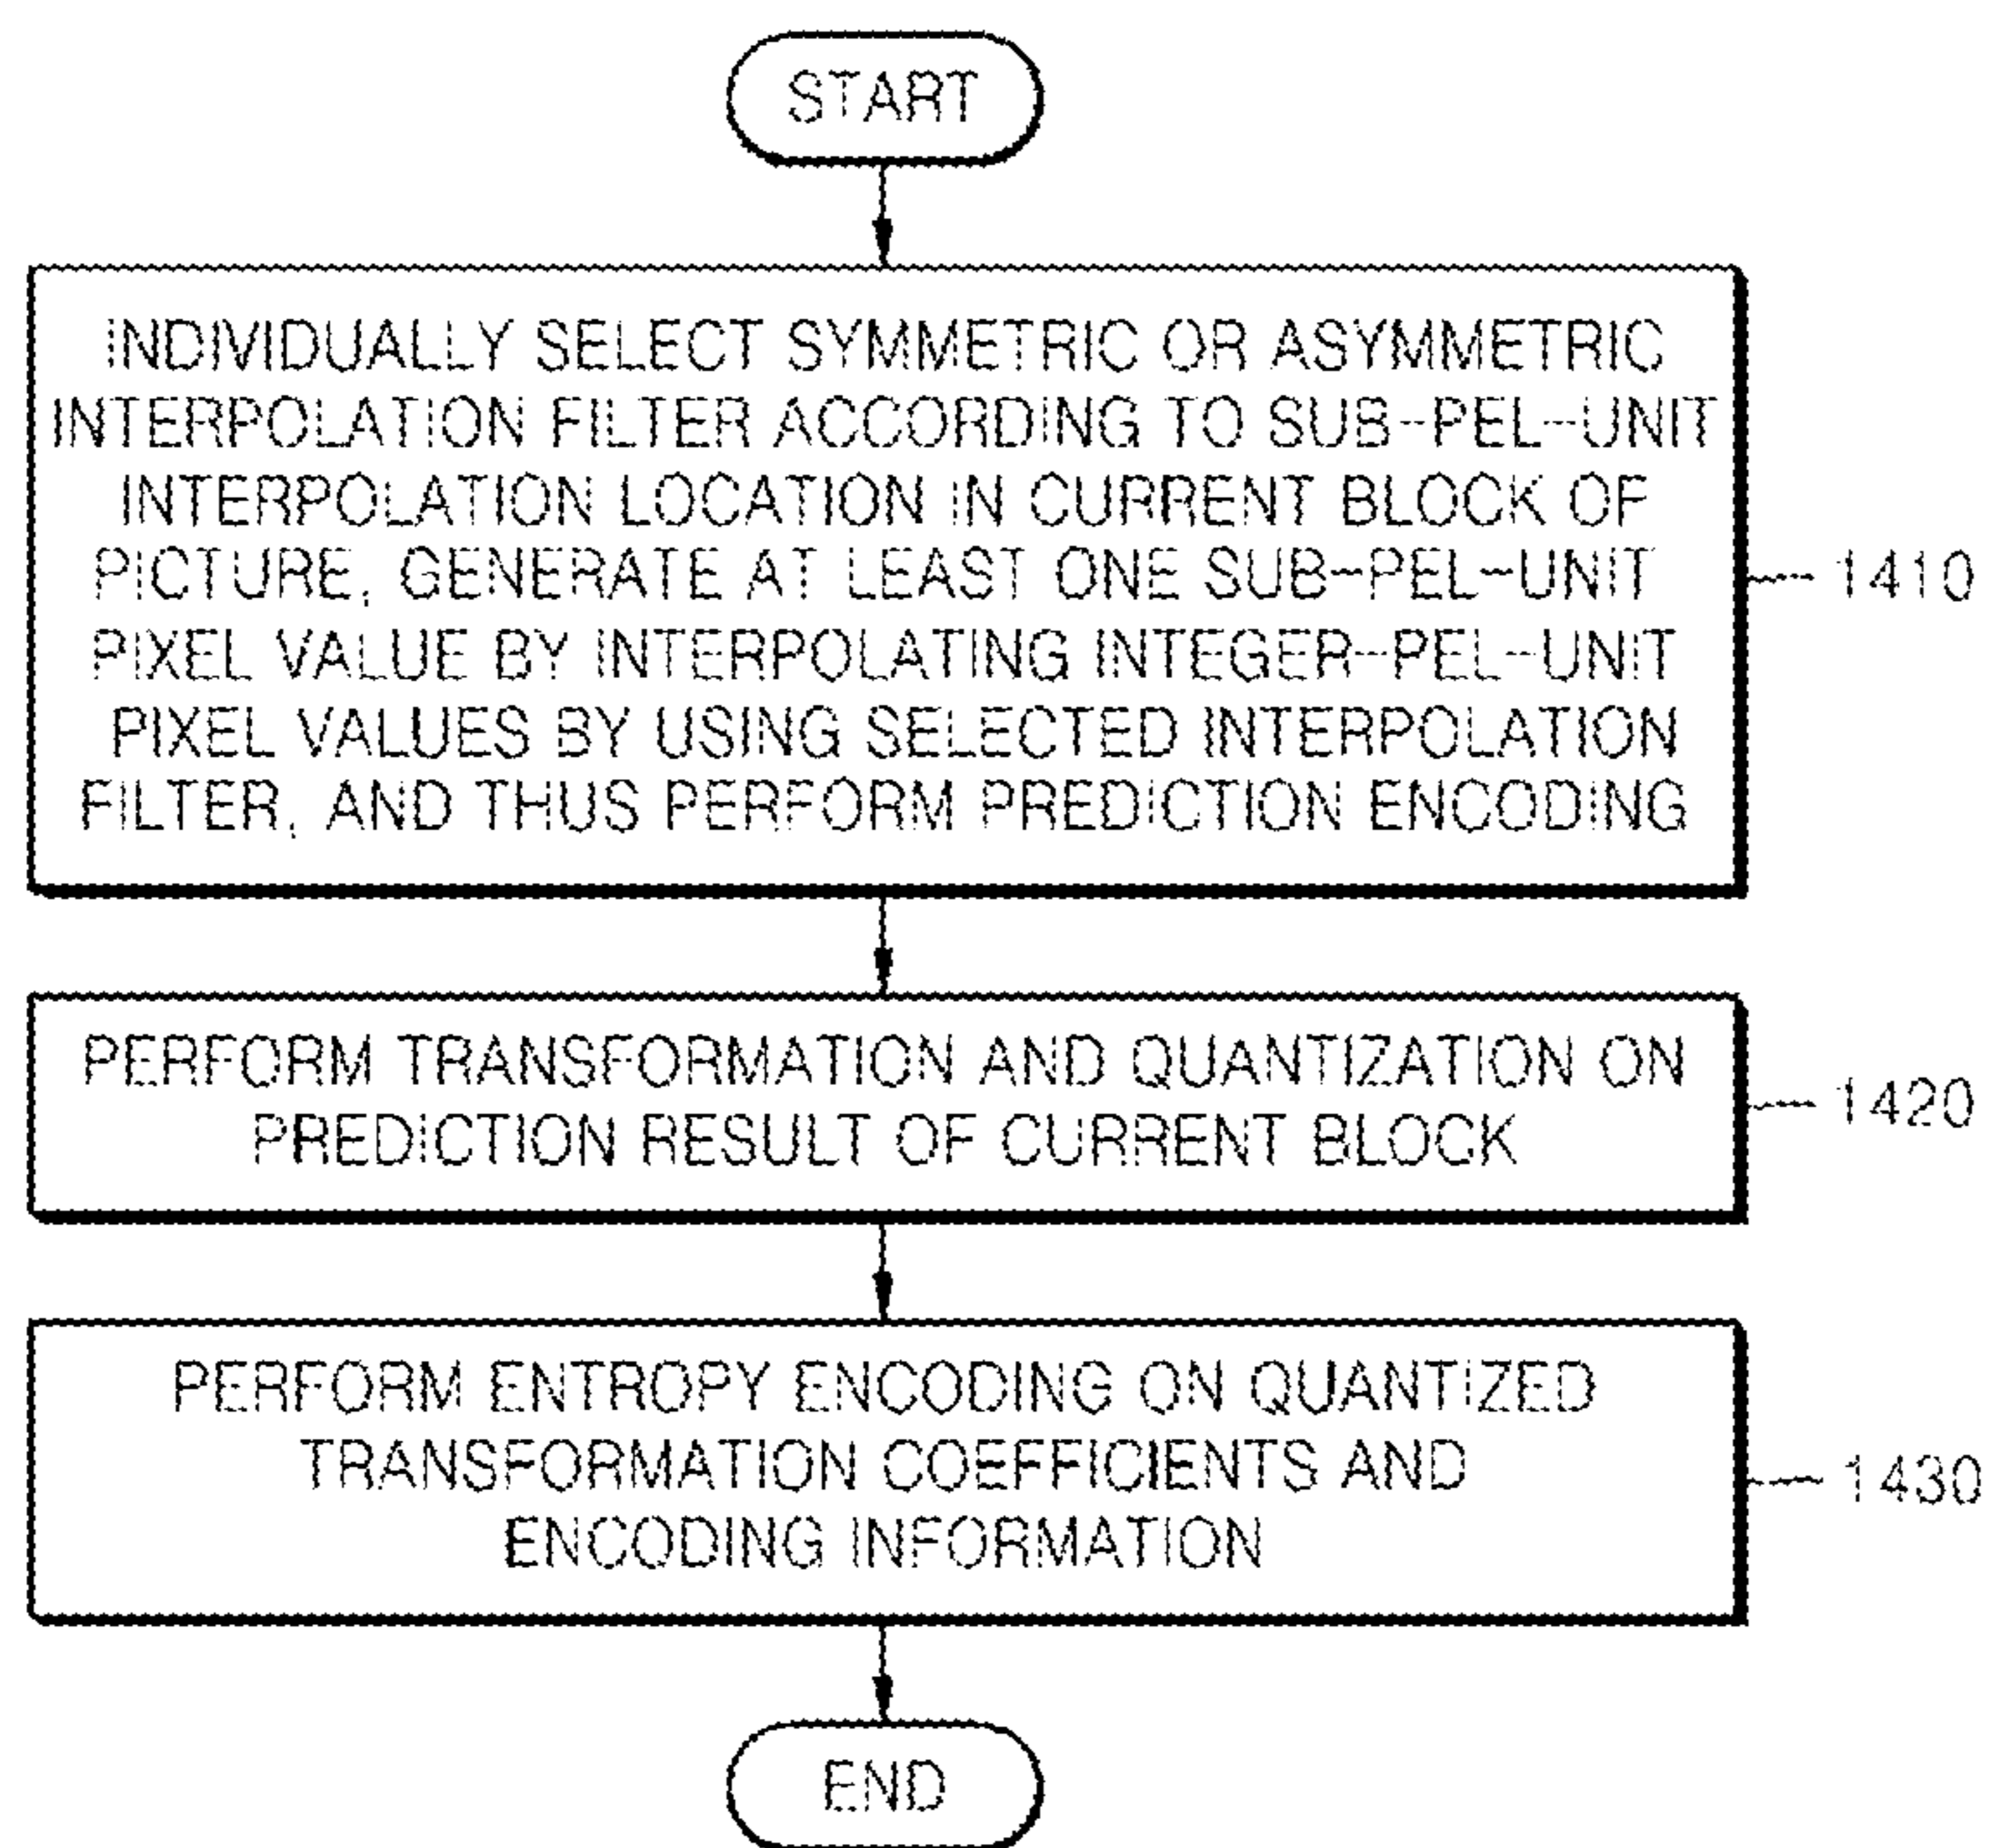 START
INDIVIDUALLY SELECT SYMMETRIC OR ASYMMETRIC
INTERPOLATION FILTER ACCORDING TO SUB-PEL-UNIT
INTERPOLATION LOCATION IN CURRENT BLOCK OF
PICTURE, GENERATE AT LEAST ONE SUB-PEL-UNIT
PIXEL VALUE BY INTERPOLATING INTEGER-PEL-UNIT
PIXEL VALUES BY USING SELECTED INTERPOLATION
FILTER, AND THUS PERFORM PREDICTION ENCODING
1410
PERFORM TRANSFORMATION AND QUANTIZATION ON
PREDICTION RESULT OF CURRENT BLOCK
1420
PERFORM ENTROPY ENCODING ON QUANTIZED
TRANSFORMATION COEFFICIENTS AND
ENCODING INFORMATION
1430
END